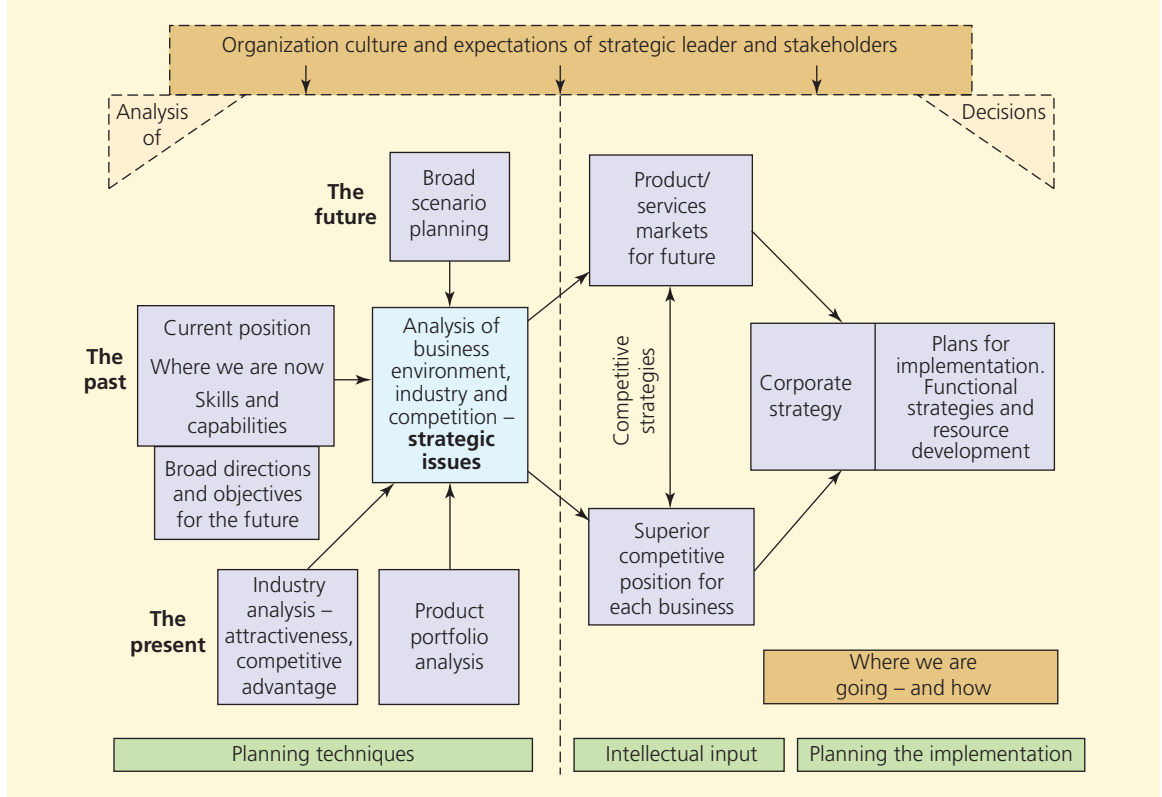 Organization culture and expectations of strategic leader and stakeholders
Analysis
of
Decisions
The
future
Broad
scenario
planning
Product/
services
markets
for future
The
past
Current position
Where we are now
Skills and
capabilities
Broad directions
and objectives
for the future
Analysis of
business
environment,
industry and
competition –
strategic
issues
Competitive
strategies
Corporate
strategy
Plans for
implementation.
Functional
strategies and
resource
development
The
present
Industry
analysis –
attractiveness,
competitive
advantage
Product
portfolio
analysis
Superior
competitive
position for
each business
Where we are
going – and how
Planning techniques
Intellectual input
Planning the implementation